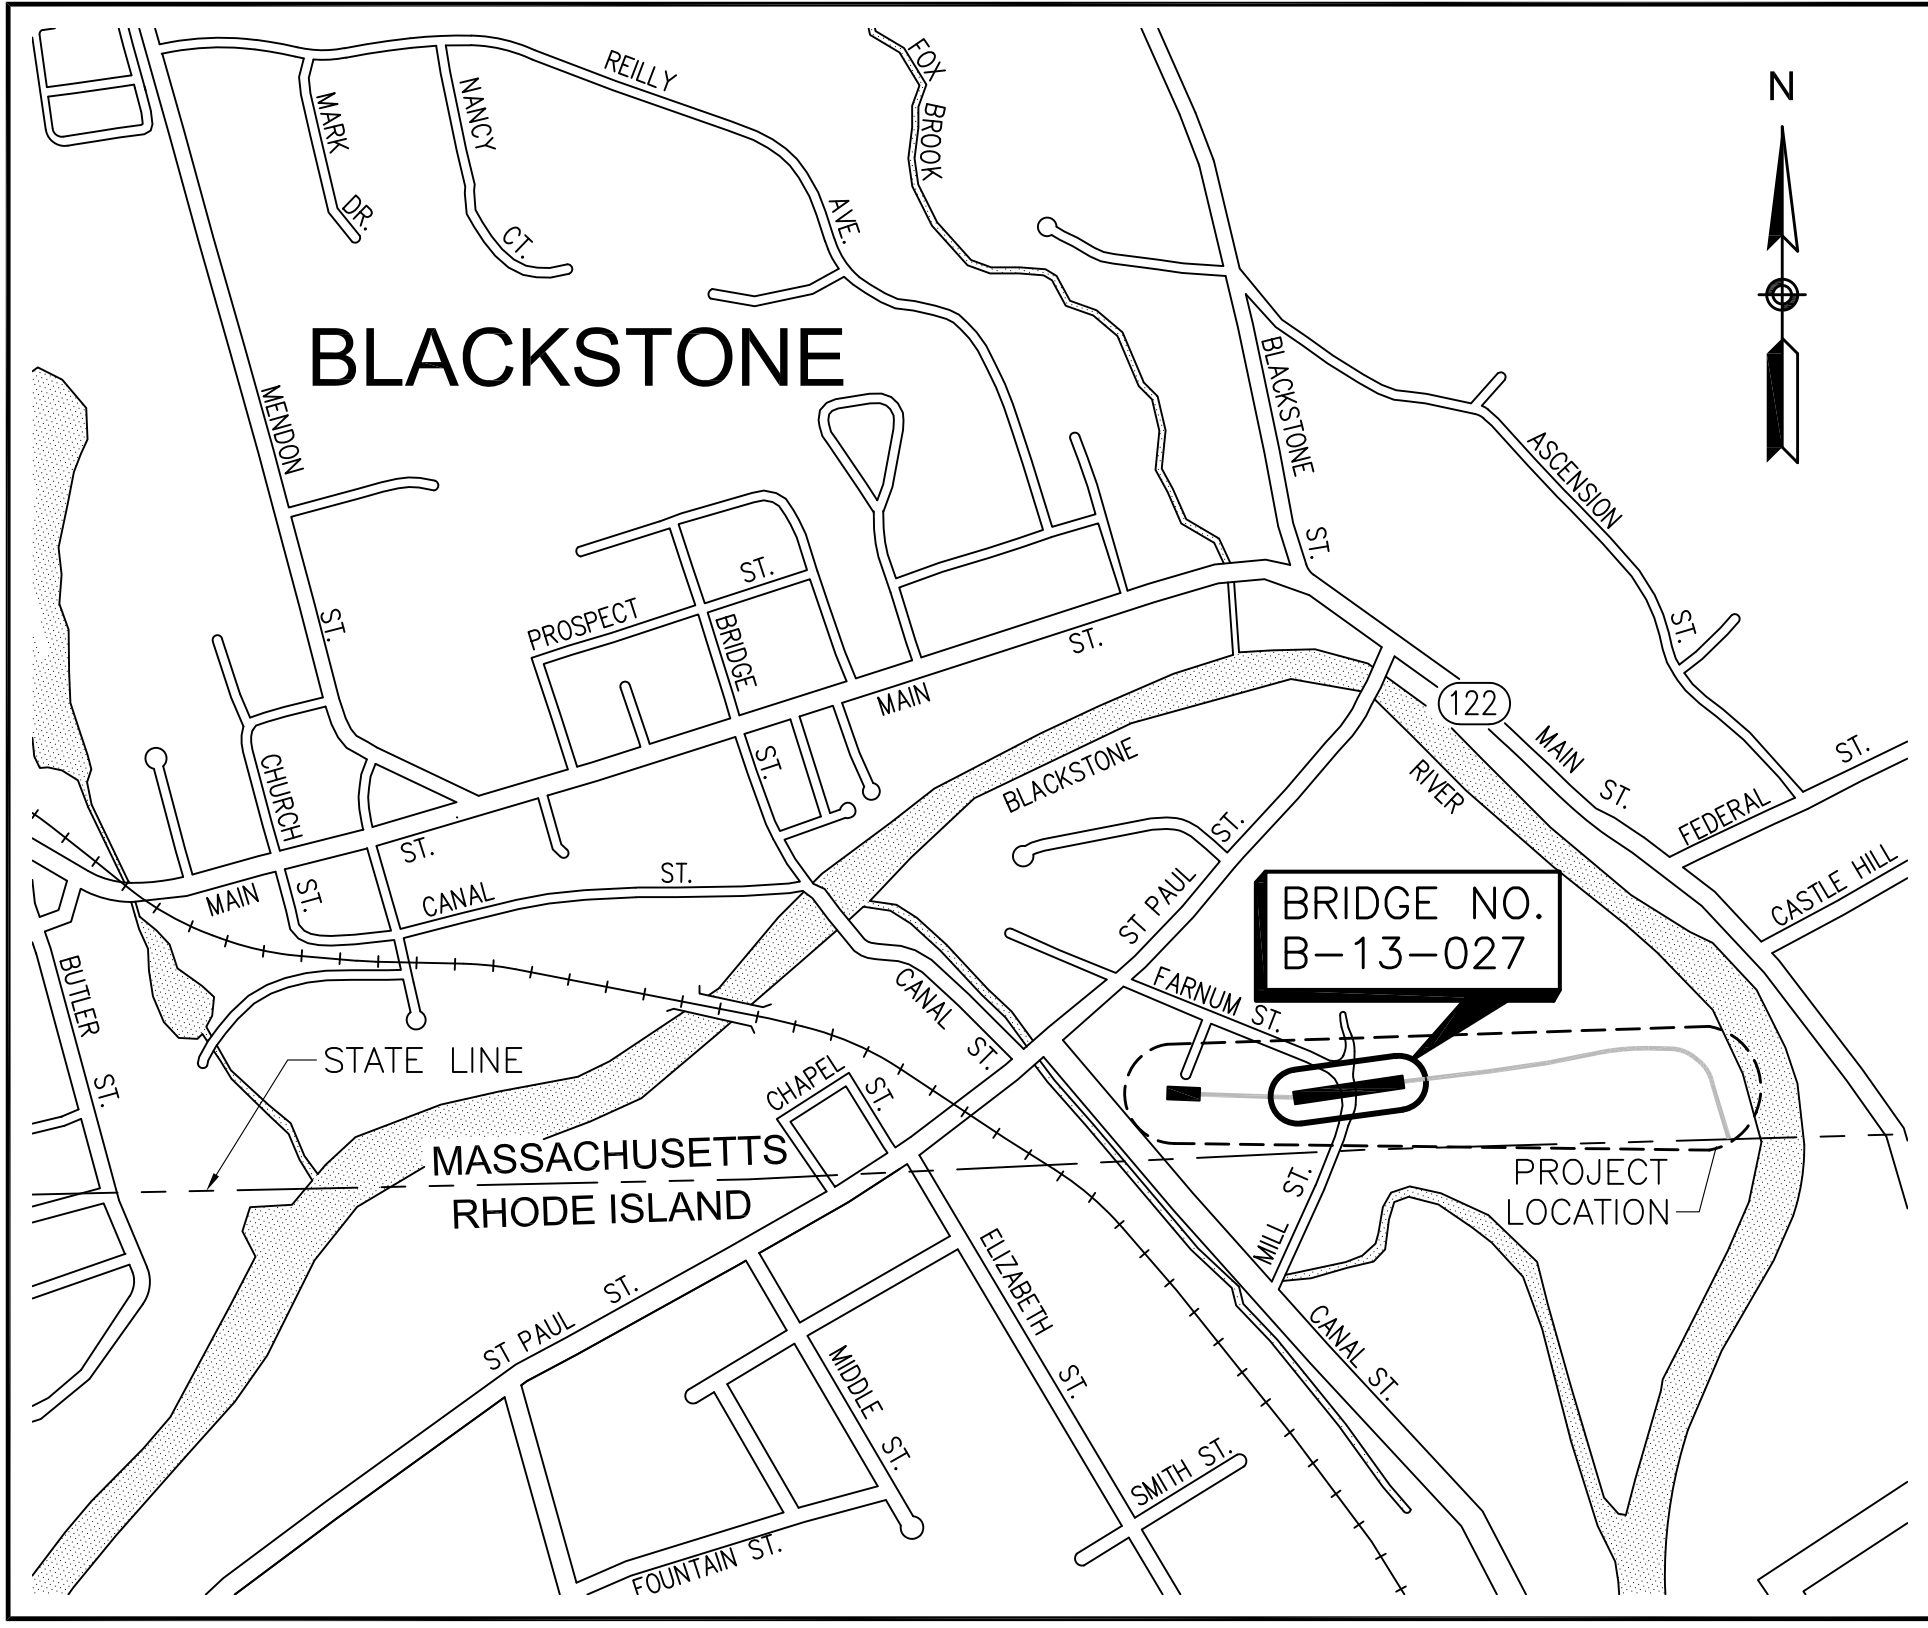 REILLY
AVE.
FOX
BROOK
N
MARK
DR.
NANCY
CT.
BLACKSTONE
MENDON
ST.
BLACKSTONE
ST.
ASCENSION
ST.
PROSPECT
ST.
BRIDGE
ST.
MAIN
ST.
122
MAIN
ST.
BLACKSTONE
RIVER
FEDERAL
ST.
CASTLE HILL
CHURCH
ST.
MAIN
ST.
CANAL
ST.
ST PAUL
ST.
BRIDGE NO.
B-13-027
BUTLER
ST.
CANAL
ST.
FARNUM ST.
STATE LINE
CHAPEL
ST.
MASSACHUSETTS
RHODE ISLAND
PROJECT
LOCATION
MILL
ST.
ST PAUL
ST.
ELIZABETH
ST.
CANAL ST.
MIDDLE
ST.
SMITH ST.
FOUNTAIN ST.